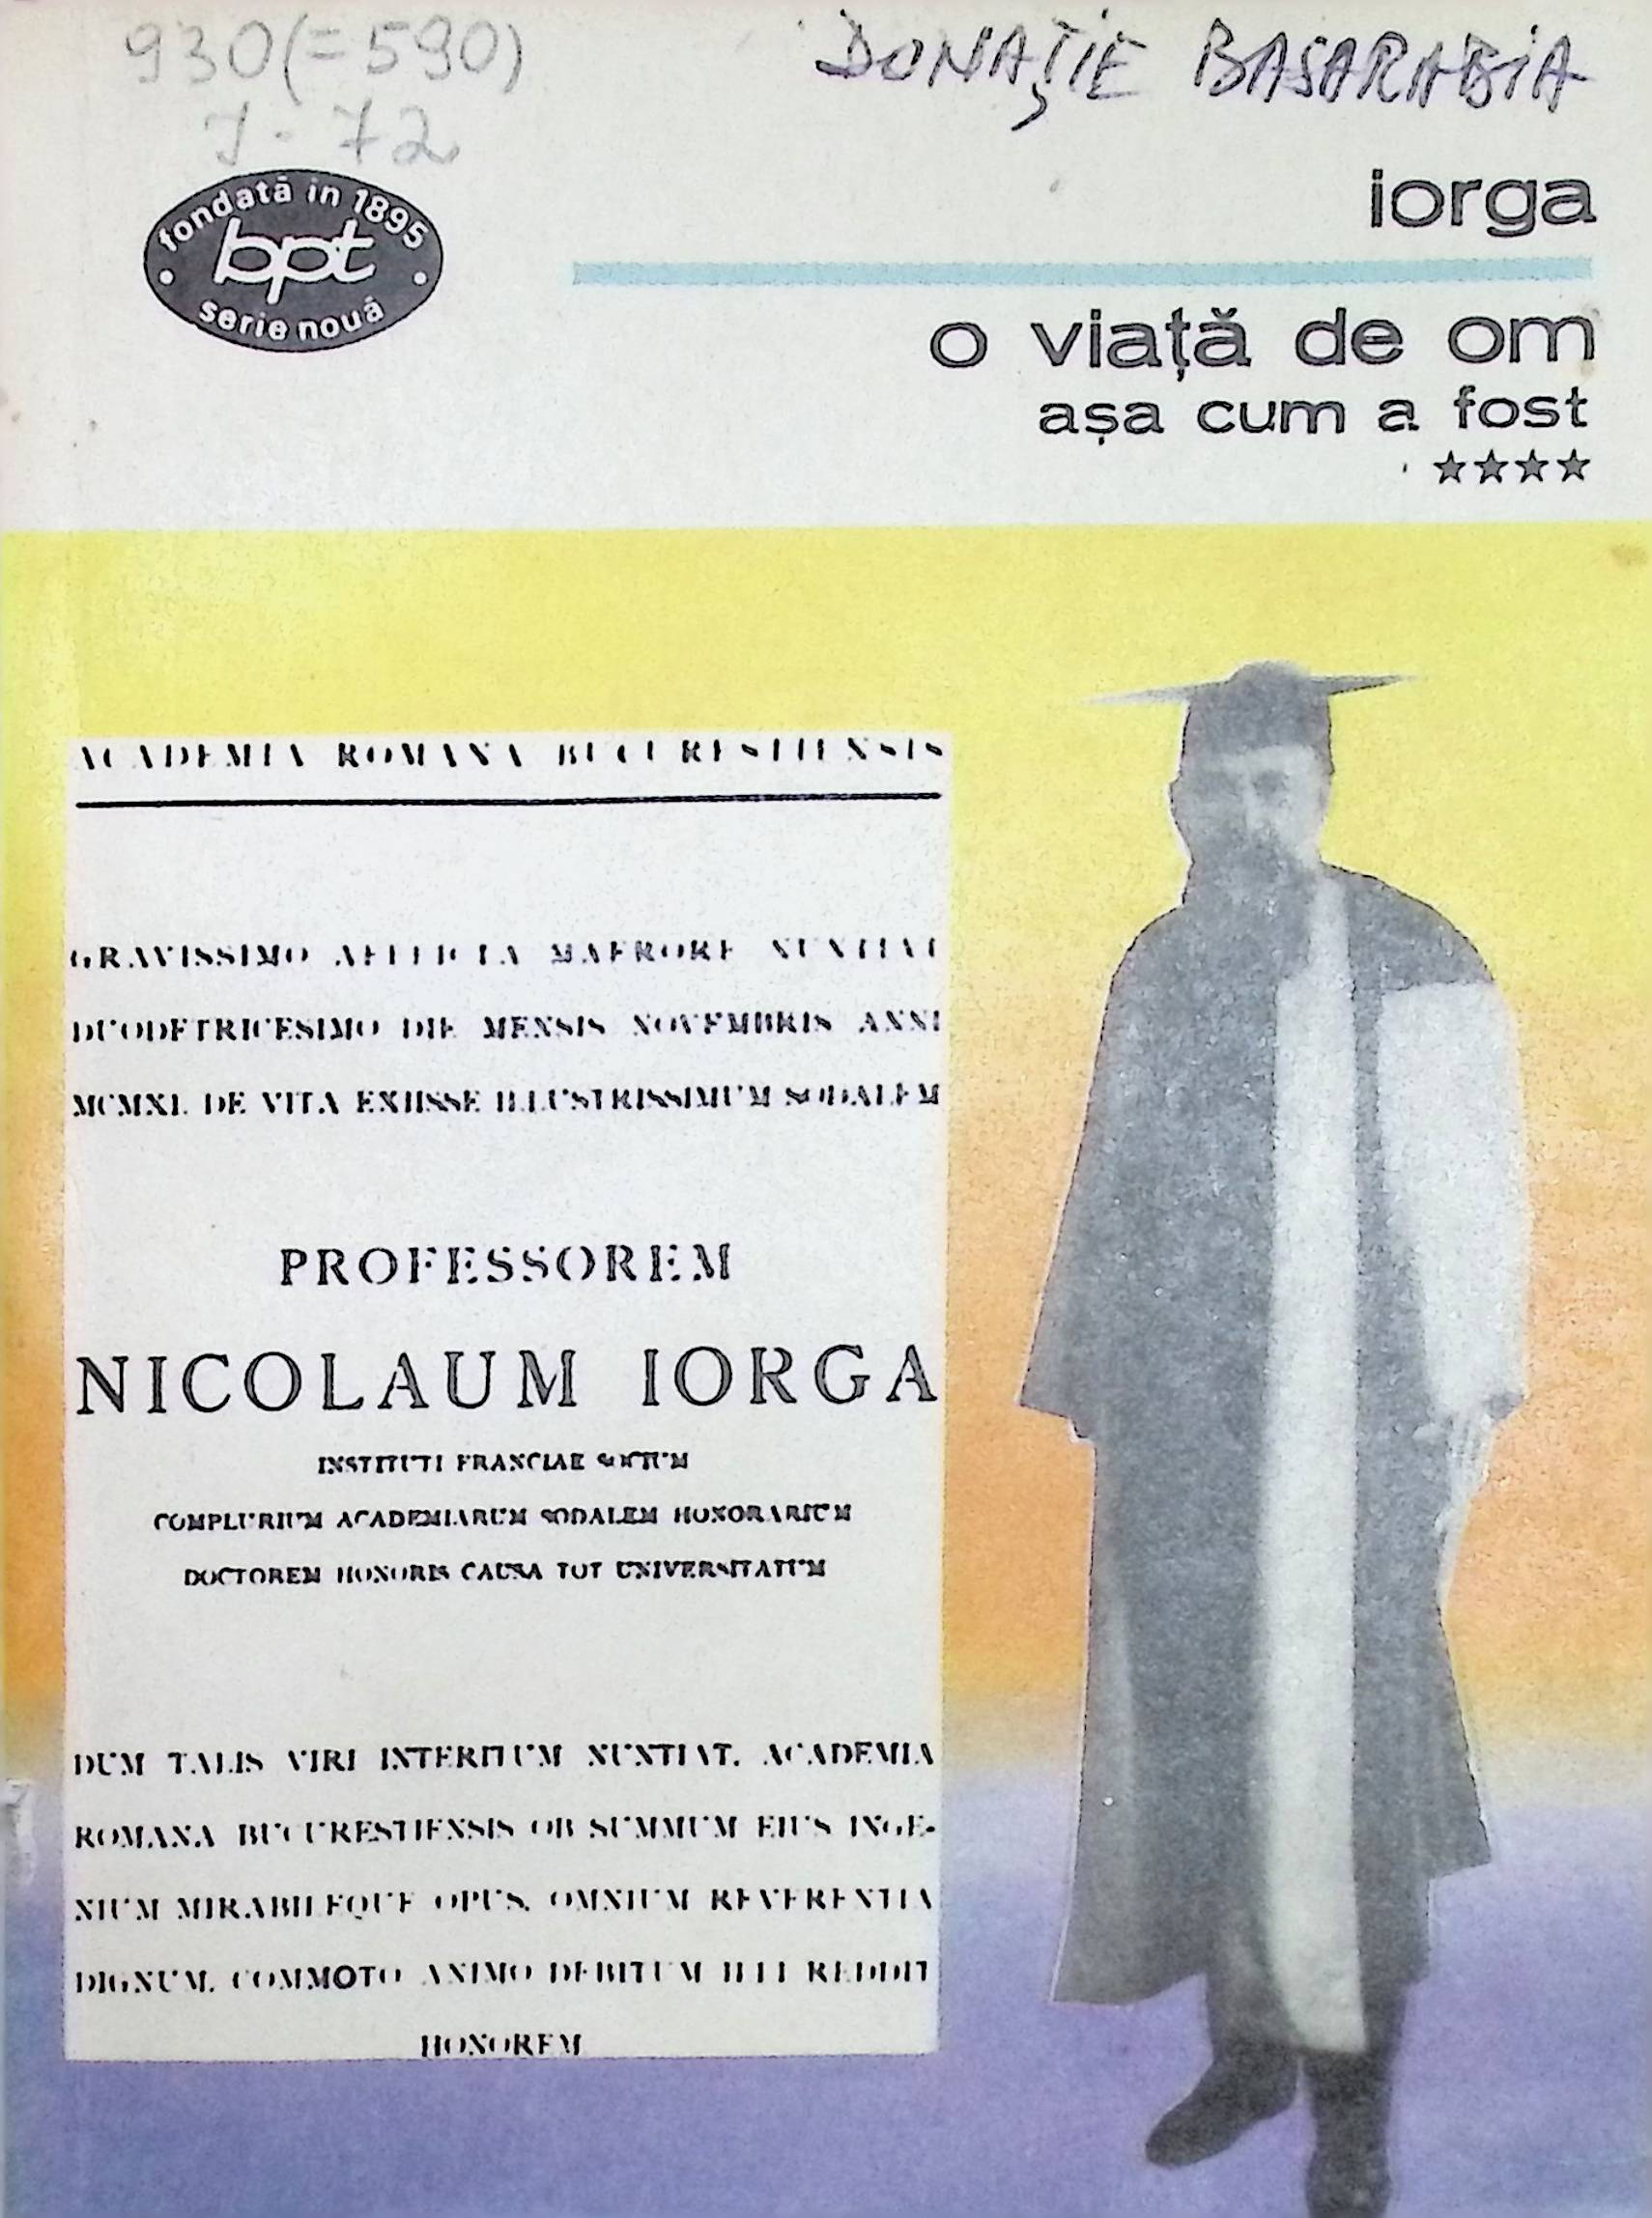 930(=590)
I-72
DONAȚIE BASARABIA
fondată în 1895
bpt
serie nouă
iorga
o viață de om
așa cum a fost
★★★★
ACADEMIA ROMANA BUCURESTIENSIS
GRAVISSIMO AFFLICTA MAERORE NUNTIAT
DUODETRICESIMO DIE MENSIS NOVEMBRIS ANNI
MCMXL DE VITA EXIISSE ILLUSTRISSIMUM SODALEM
PROFESSOREM
NICOLAUM IORGA
INSTITUTI FRANCIAE SOCIUM
COMPLURIUM ACADEMIARUM SODALEM HONORARIUM
DOCTOREM HONORIS CAUSA TOT UNIVERSITATUM
DUM TALIS VIRI INTERITUM NUNTIAT, ACADEMIA
ROMANA BUCURESTIENSIS OB SUMMUM EIUS INGE-
NIUM MIRABILEQUE OPUS, OMNIUM REVERENTIA
DIGNUM, COMMOTO ANIMO DEBITUM ILLI REDDIT
HONOREM